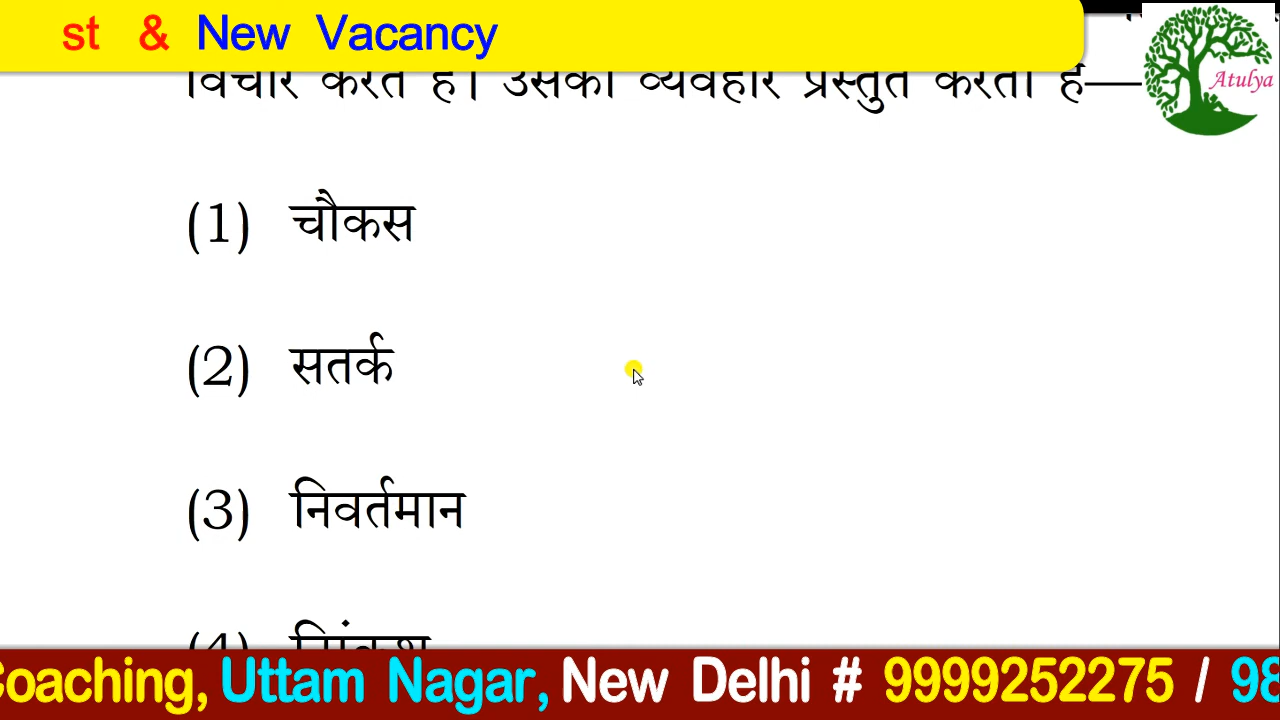 st & New Vacancy
Atulya
विचार करते हैं। उसका व्यवहार प्रस्तुत करता है—
(1) चौकस
(2) सतर्क
(3) निवर्तमान
(4)
Coaching, Uttam Nagar, New Delhi # 9999252275 / 98